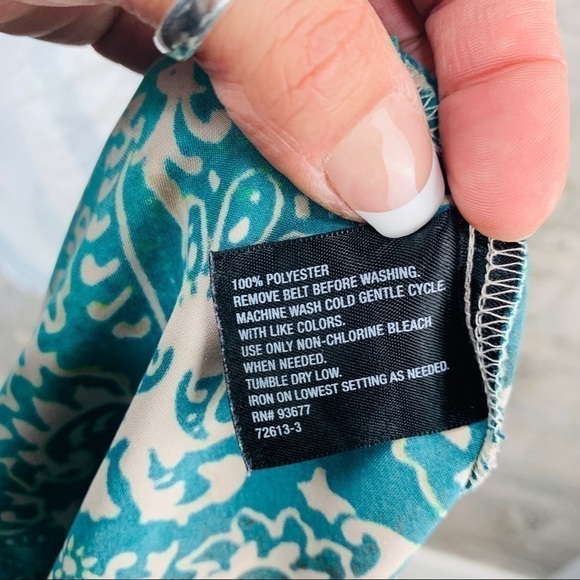 100% POLYESTER
REMOVE BELT BEFORE WASHING.
MACHINE WASH COLD GENTLE CYCLE
WITH LIKE COLORS.
USE ONLY NON-CHLORINE BLEACH
WHEN NEEDED.
TUMBLE DRY LOW.
IRON ON LOWEST SETTING AS NEEDED.
RN# 93677
72613-3